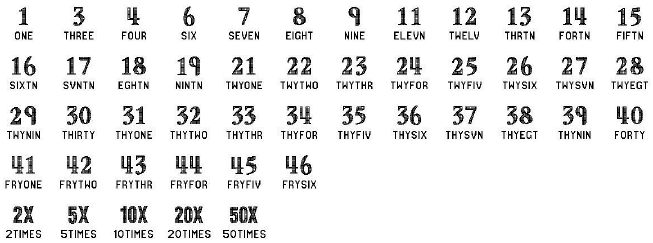 1 3 4 6 7 8 9 11 12 13 14 15
ONE THREE FOUR SIX SEVEN EIGHT NINE ELEVN TWELV THRTN FORTN FIFTN
16 17 18 19 21 22 23 24 25 26 27 28
SIXTN SVNTN EGHTN NINTN TWYONE TWYTWO TWYTHR TWYFOR TWYFIV TWYSIX TWYSVN TWYEGT
29 30 31 32 33 34 35 36 37 38 39 40
TWYNIN THIRTY THYONE THYTWO THYTHR THYFOR THYFIV THYSIX THYSVN THYEGT THYNIN FORTY
41 42 43 44 45 46
FRYONE FRYTWO FRYTHR FRYFOR FRYFIV FRYSIX
2X 5X 10X 20X 50X
2TIMES 5TIMES 10TIMES 20TIMES 50TIMES